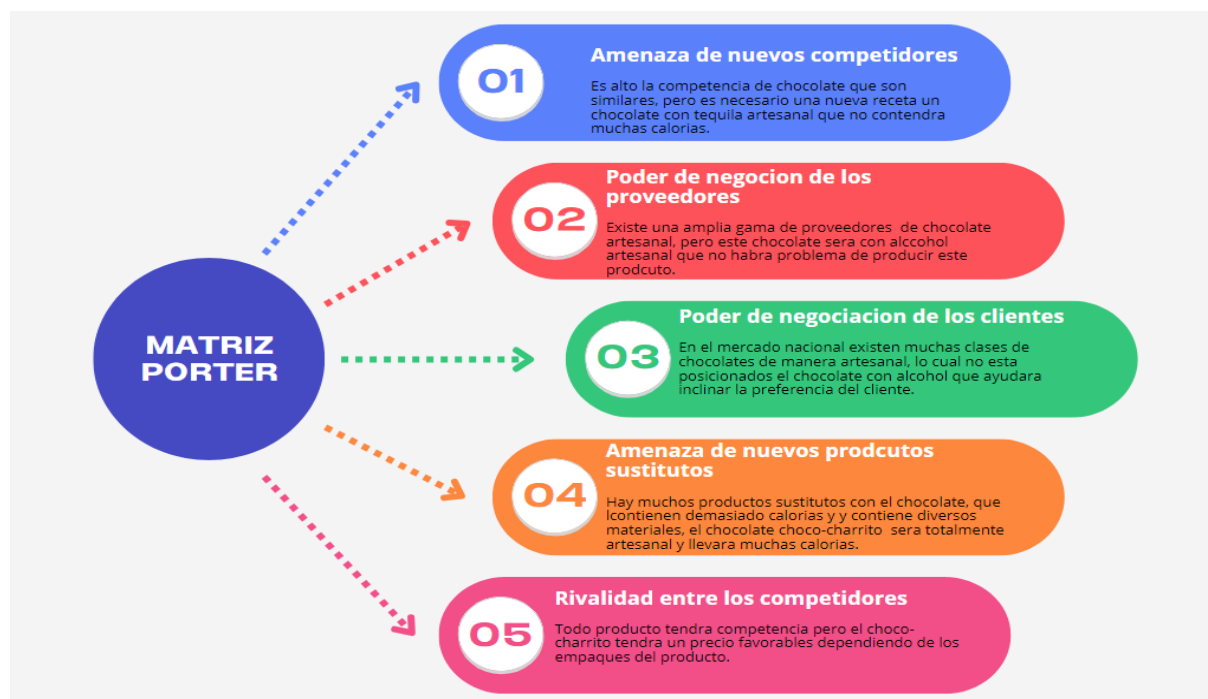 MATRIZ
PORTER
01
Amenaza de nuevos competidores
Es alto la competencia de chocolate que son
similares, pero es necesario una nueva receta un
chocolate con tequila artesanal que no contendra
muchas calorias.
02
Poder de negocion de los
proveedores
Existe una amplia gama de proveedores de chocolate
artesanal, pero este chocolate sera con alccohol
artesanal que no habra problema de producir este
prodcuto.
03
Poder de negociacion de los clientes
En el mercado nacional existen muchas clases de
chocolates de manera artesanal, lo cual no esta
posicionados el chocolate con alcohol que ayudara
inclinar la preferencia del cliente.
04
Amenaza de nuevos prodcutos
sustitutos
Hay muchos productos sustitutos con el chocolate, que
lcontienen demasiado calorias y y contiene diversos
materiales, el chocolate choco-charrito sera totalmente
artesanal y llevara muchas calorias.
05
Rivalidad entre los competidores
Todo producto tendra competencia pero el choco-
charrito tendra un precio favorables dependiendo de los
empaques del producto.